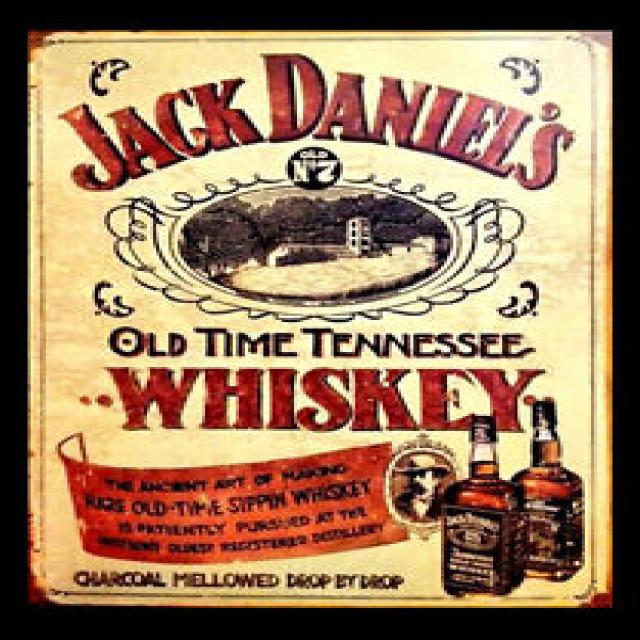 JACK DANIEL'S
OLD
Nº7
OLD TIME TENNESSEE
WHISKEY
THE ANCIENT ART OF MAKING
RARE OLD-TIME SIPPIN WHISKEY
IS PATIENTLY PURSUED AT THE
OLDEST REGISTERED DISTILLERY
CHARCOAL MELLOWED DROP BY DROP